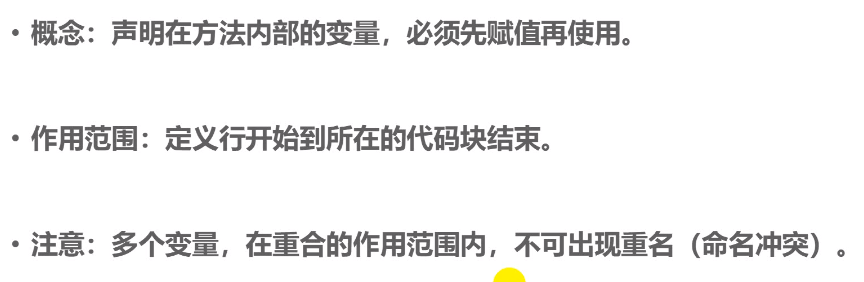 • 概念：声明在方法内部的变量，必须先赋值再使用。
• 作用范围：定义行开始到所在的代码块结束。
• 注意：多个变量，在重合的作用范围内，不可出现重名（命名冲突）。